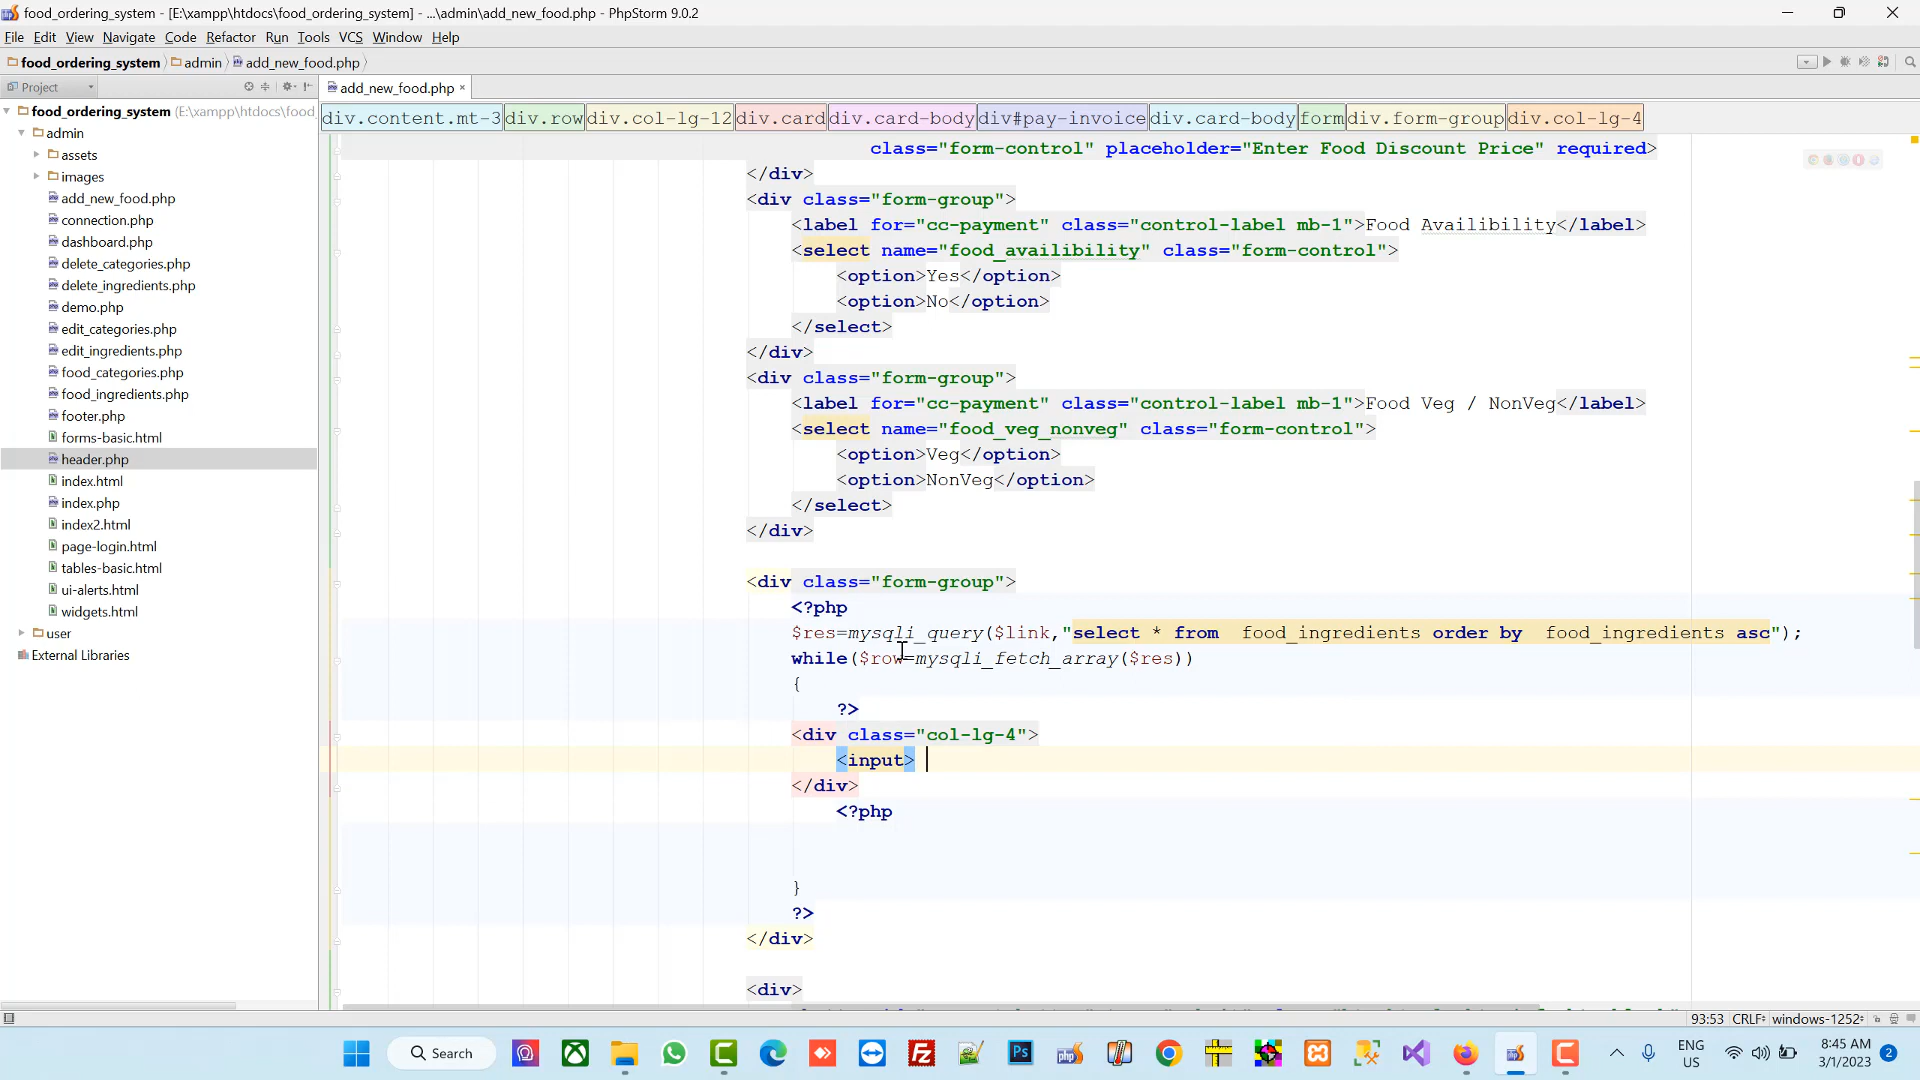 food_ordering_system - [E:\xampp\htdocs\food_ordering_system] - ...\admin\add_new_food.php - PhpStorm 9.0.2
File Edit View Navigate Code Refactor Run Tools VCS Window Help
food_ordering_system admin add_new_food.php
Project
add_new_food.php
food_ordering_system (E:\xampp\htdocs\food_
admin
assets
images
add_new_food.php
connection.php
dashboard.php
delete_categories.php
delete_ingredients.php
demo.php
edit_categories.php
edit_ingredients.php
food_categories.php
food_ingredients.php
footer.php
forms-basic.html
header.php
index.html
index.php
index2.html
page-login.html
tables-basic.html
ui-alerts.html
widgets.html
user
External Libraries
div.content.mt-3 div.row div.col-lg-12 div.card div.card-body div#pay-invoice div.card-body form div.form-group div.col-lg-4
class="form-control" placeholder="Enter Food Discount Price" required>
</div>
<div class="form-group">
<label for="cc-payment" class="control-label mb-1">Food Availibility</label>
<select name="food_availibility" class="form-control">
<option>Yes</option>
<option>No</option>
</select>
</div>
<div class="form-group">
<label for="cc-payment" class="control-label mb-1">Food Veg / NonVeg</label>
<select name="food_veg_nonveg" class="form-control">
<option>Veg</option>
<option>NonVeg</option>
</select>
</div>
<div class="form-group">
<?php
$res=mysqli_query($link,"select * from food_ingredients order by food_ingredients asc");
while($row=mysqli_fetch_array($res))
{
?>
<div class="col-lg-4">
<input>
</div>
<?php
}
?>
</div>
<div>
93:53 CRLF windows-1252
Search
ENG
US
8:45 AM
3/1/2023
2